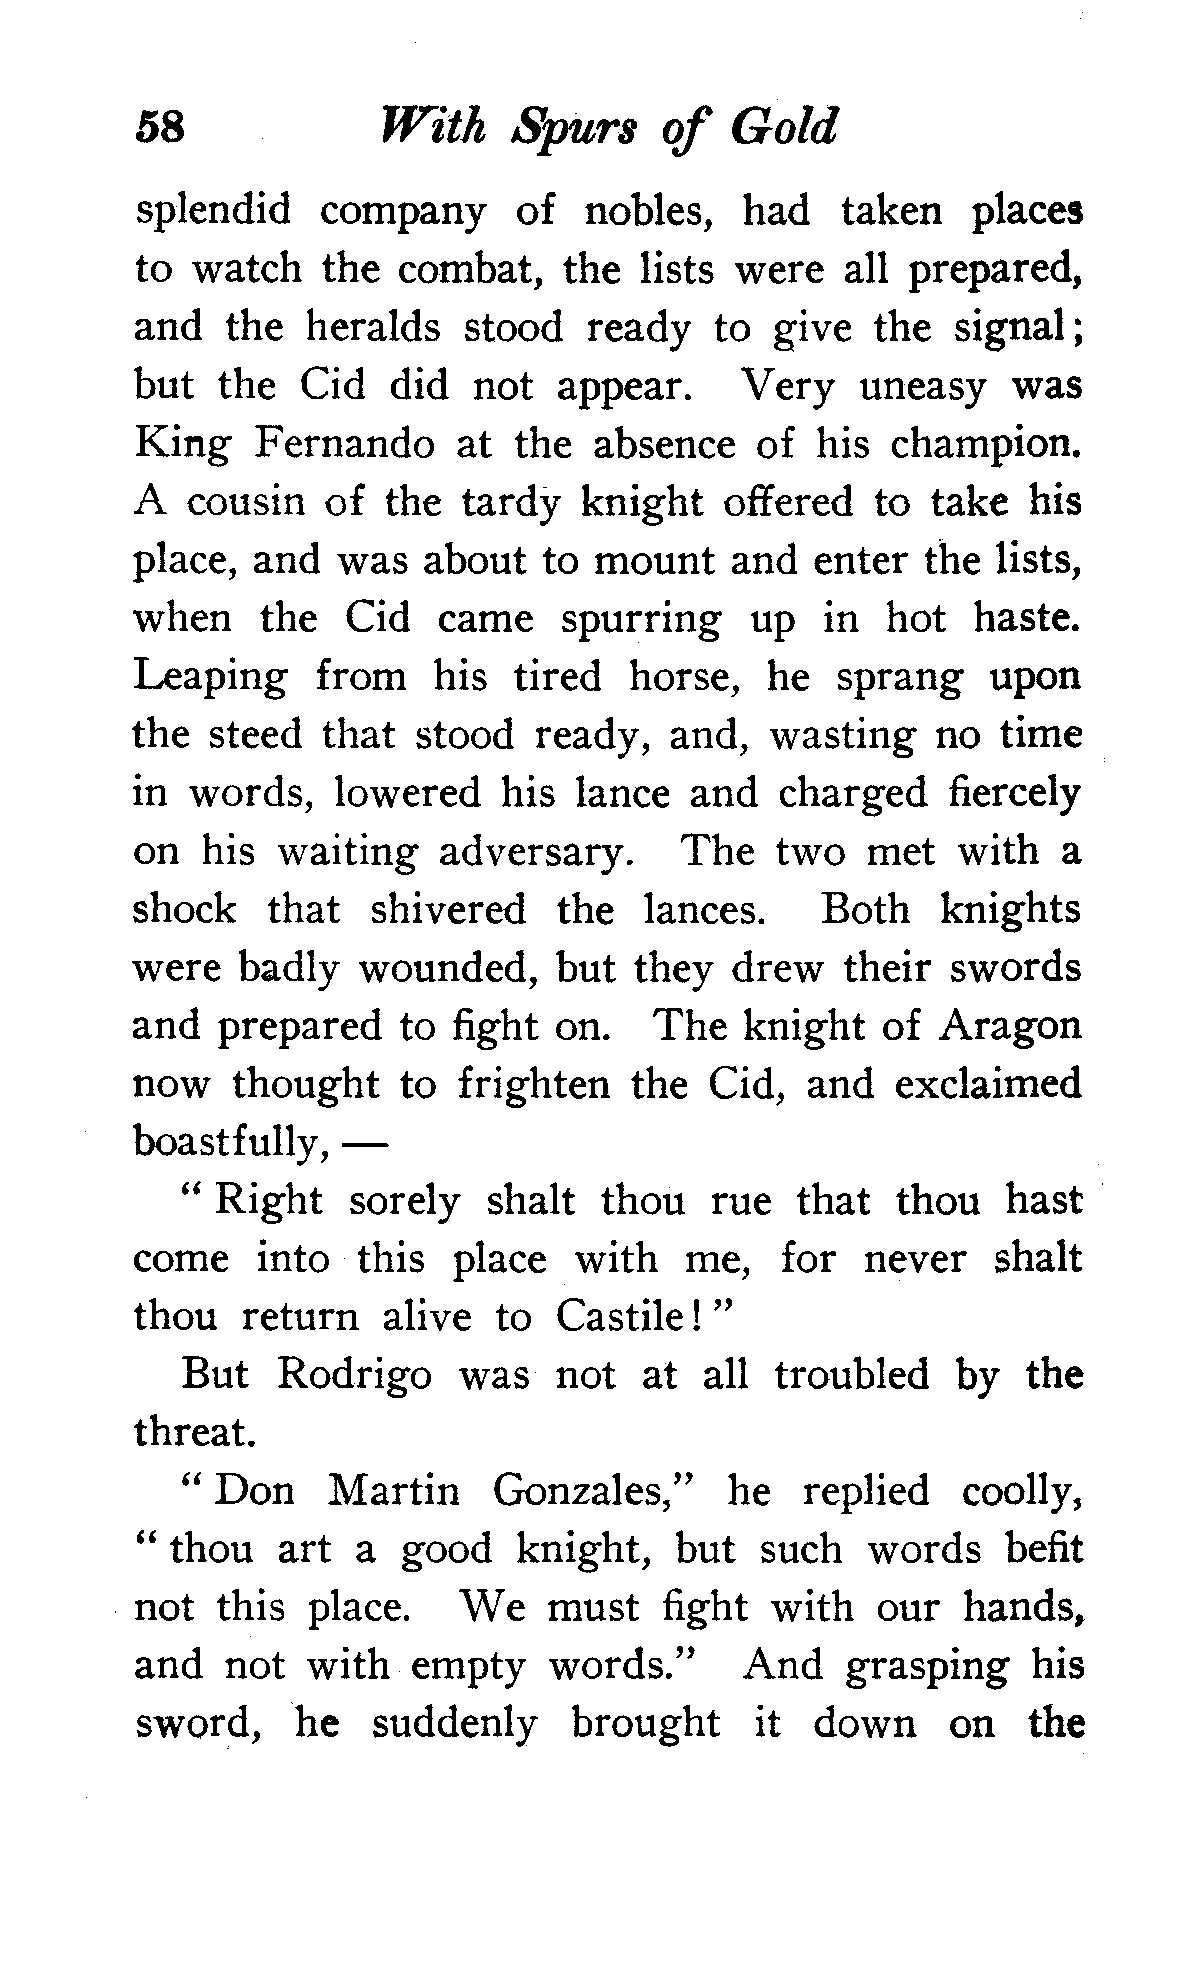 58 With Spurs of Gold
splendid company of nobles, had taken places
to watch the combat, the lists were all prepared,
and the heralds stood ready to give the signal;
but the Cid did not appear. Very uneasy was
King Fernando at the absence of his champion.
A cousin of the tardy knight offered to take his
place, and was about to mount and enter the lists,
when the Cid came spurring up in hot haste.
Leaping from his tired horse, he sprang upon
the steed that stood ready, and, wasting no time
in words, lowered his lance and charged fiercely
on his waiting adversary. The two met with a
shock that shivered the lances. Both knights
were badly wounded, but they drew their swords
and prepared to fight on. The knight of Aragon
now thought to frighten the Cid, and exclaimed
boastfully, —
“ Right sorely shalt thou rue that thou hast
come into this place with me, for never shalt
thou return alive to Castile! ”
But Rodrigo was not at all troubled by the
threat.
“ Don Martin Gonzales,” he replied coolly,
“ thou art a good knight, but such words befit
not this place. We must fight with our hands,
and not with empty words.” And grasping his
sword, he suddenly brought it down on the